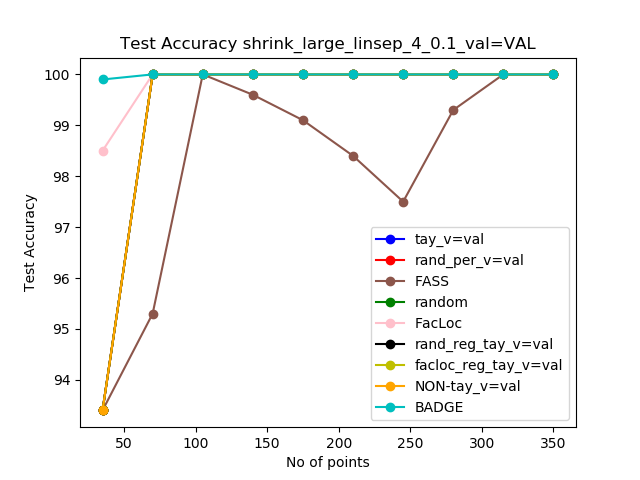 Test Accuracy shrink_large_linsep_4_0.1_val=VAL
100
99
98
97
96
95
94
Test Accuracy
tay_v=val
rand_per_v=val
FASS
random
FacLoc
rand_reg_tay_v=val
facloc_reg_tay_v=val
NON-tay_v=val
BADGE
50 100 150 200 250 300 350
No of points